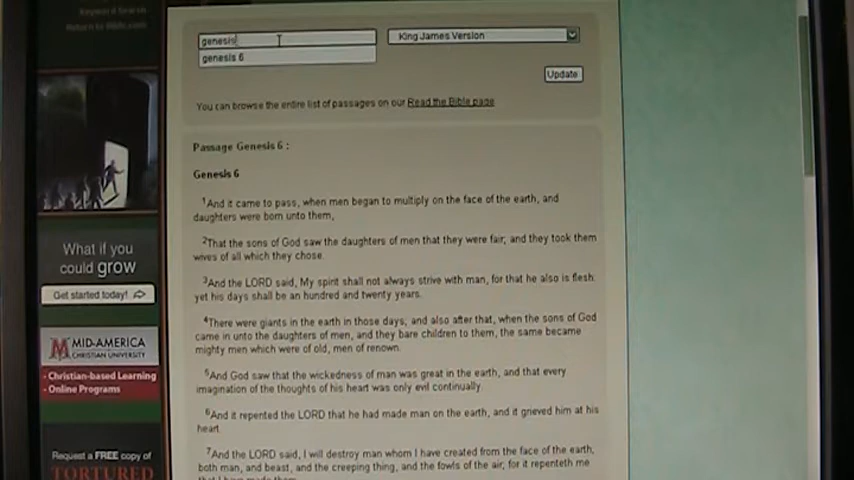 Keyword Search
Return to Bible.com
genesis
King James Version
genesis 6
Update
You can browse the entire list of passages on our Read the Bible page
Passage Genesis 6 :
Genesis 6
1And it came to pass, when men began to multiply on the face of the earth, and
daughters were born unto them,
2That the sons of God saw the daughters of men that they were fair; and they took them
wives of all which they chose.
3And the LORD said, My spirit shall not always strive with man, for that he also is flesh:
yet his days shall be an hundred and twenty years.
4There were giants in the earth in those days; and also after that, when the sons of God
came in unto the daughters of men, and they bare children to them, the same became
mighty men which were of old, men of renown.
5And God saw that the wickedness of man was great in the earth, and that every
imagination of the thoughts of his heart was only evil continually.
6And it repented the LORD that he had made man on the earth, and it grieved him at his
heart.
7And the LORD said, I will destroy man whom I have created from the face of the earth;
both man, and beast, and the creeping thing, and the fowls of the air; for it repenteth me
that I have made them.
What if you
could grow
Get started today!
MID-AMERICA
CHRISTIAN UNIVERSITY
- Christian-based Learning
- Online Programs
Request a FREE copy of
TORTURED